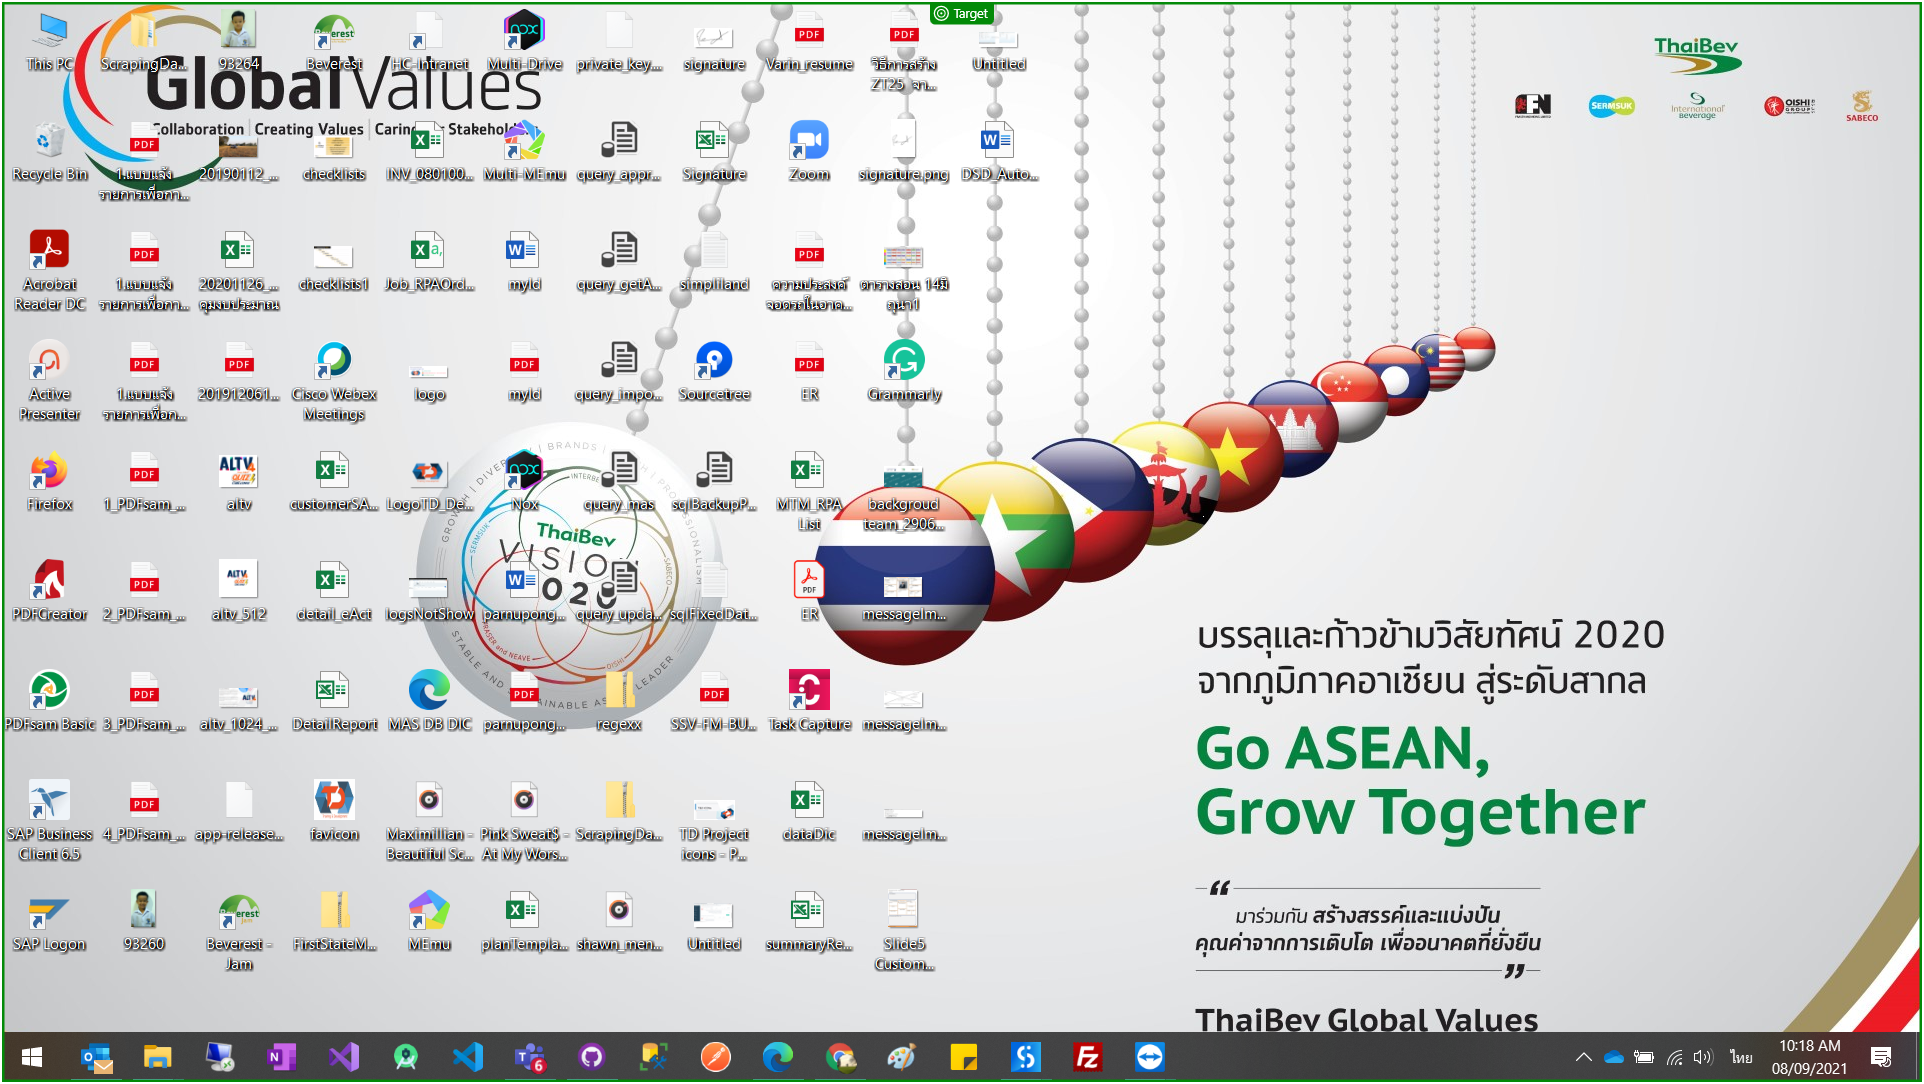 Target
This PC
ScrapingDa...
93264
Beverest
HC-Intranet
Multi-Drive
private_key...
signature
Varin_resume
วิธีการสร้าง
ZT25 จา...
Untitled
ThaiBev
GlobalValues
Collaboration | Creating Values | Caring
Stakehol
SERMSUK
International
Beverage
OISHI
GROUP
SABECO
Recycle Bin
1.แบบแจ้ง
รายการเพื่อกา...
20190112_...
checklists
INV_080100...
Multi-MEmu
query_appr...
Signature
Zoom
signature.png
DSD_Auto...
Acrobat
Reader DC
1.แบบแจ้ง
รายการเพื่อกา...
20201126_...
คุมงบประมาณ
checklists1
Job_RPAOrd...
myId
query_getA...
simpliland
ความประสงค์
จอดรถในอาค...
ตารางสอน 14มิ
ถุนา1
Active
Presenter
1.แบบแจ้ง
รายการเพื่อก...
201912061...
Cisco Webex
Meetings
logo
myId
query_impo...
Sourcetree
ER
Grammarly
Firefox
1_PDFsam_...
altv
customerSA...
LogoTD_De...
Nox
query_mas
sqlBackupP...
MTM_RPA
List
backgroud
team_2906...
ThaiBev
VISIO
PDFCreator
2_PDFsam_...
altv_512
detail_eAct
logsNotShow
parnupong...
query_upda...
sqlFixedDat...
ER
messageIm...
บรรลุและก้าวข้ามวิสัยทัศน์ 2020
จากภูมิภาคอาเซียน สู่ระดับสากล
PDFsam Basic
3_PDFsam_...
altv_1024_...
DetailReport
MAS DB DIC
parnupong...
regexx
SSV-FM-BU...
Task Capture
messageIm...
Go ASEAN,
Grow Together
SAP Business
Client 6.5
4_PDFsam_...
app-release...
favicon
Maximillian -
Beautiful Sc...
Pink Sweat$ -
At My Wors...
ScrapingDa...
TD Project
icons - P...
dataDic
messageIm...
“
มาร่วมกัน สร้างสรรค์และแบ่งปัน
คุณค่าจากการเติบโต เพื่ออนาคตที่ยั่งยืน
”
SAP Logon
93260
Beverest -
Jam
FirstStateM...
MEmu
planTempla...
shawn_men...
Untitled
summaryRe...
Slide5
Custom...
ThaiBev Global Values
6
ไทย
10:18 AM
08/09/2021